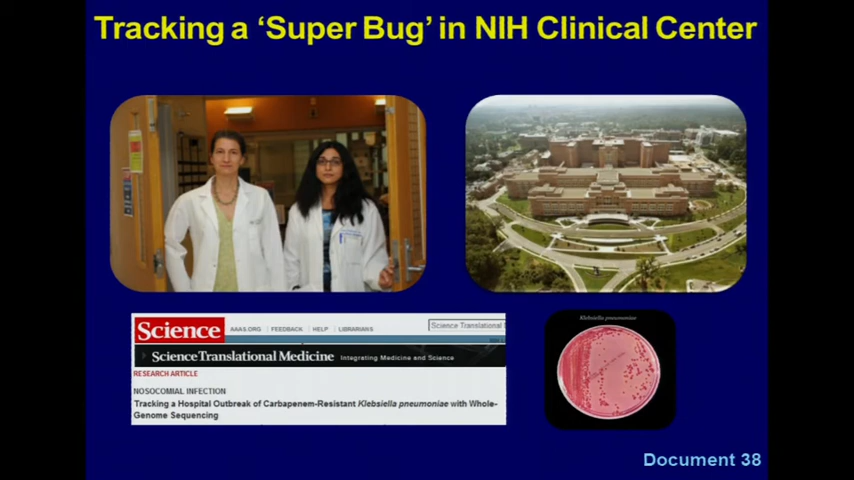 Tracking a ‘Super Bug’ in NIH Clinical Center
Klebsiella pneumoniae
Science AAAS.ORG FEEDBACK HELP LIBRARIANS
Science Translational
Science Translational Medicine Integrating Medicine and Science
RESEARCH ARTICLE
NOSOCOMIAL INFECTION
Tracking a Hospital Outbreak of Carbapenem-Resistant Klebsiella pneumoniae with Whole-
Genome Sequencing
Document 38